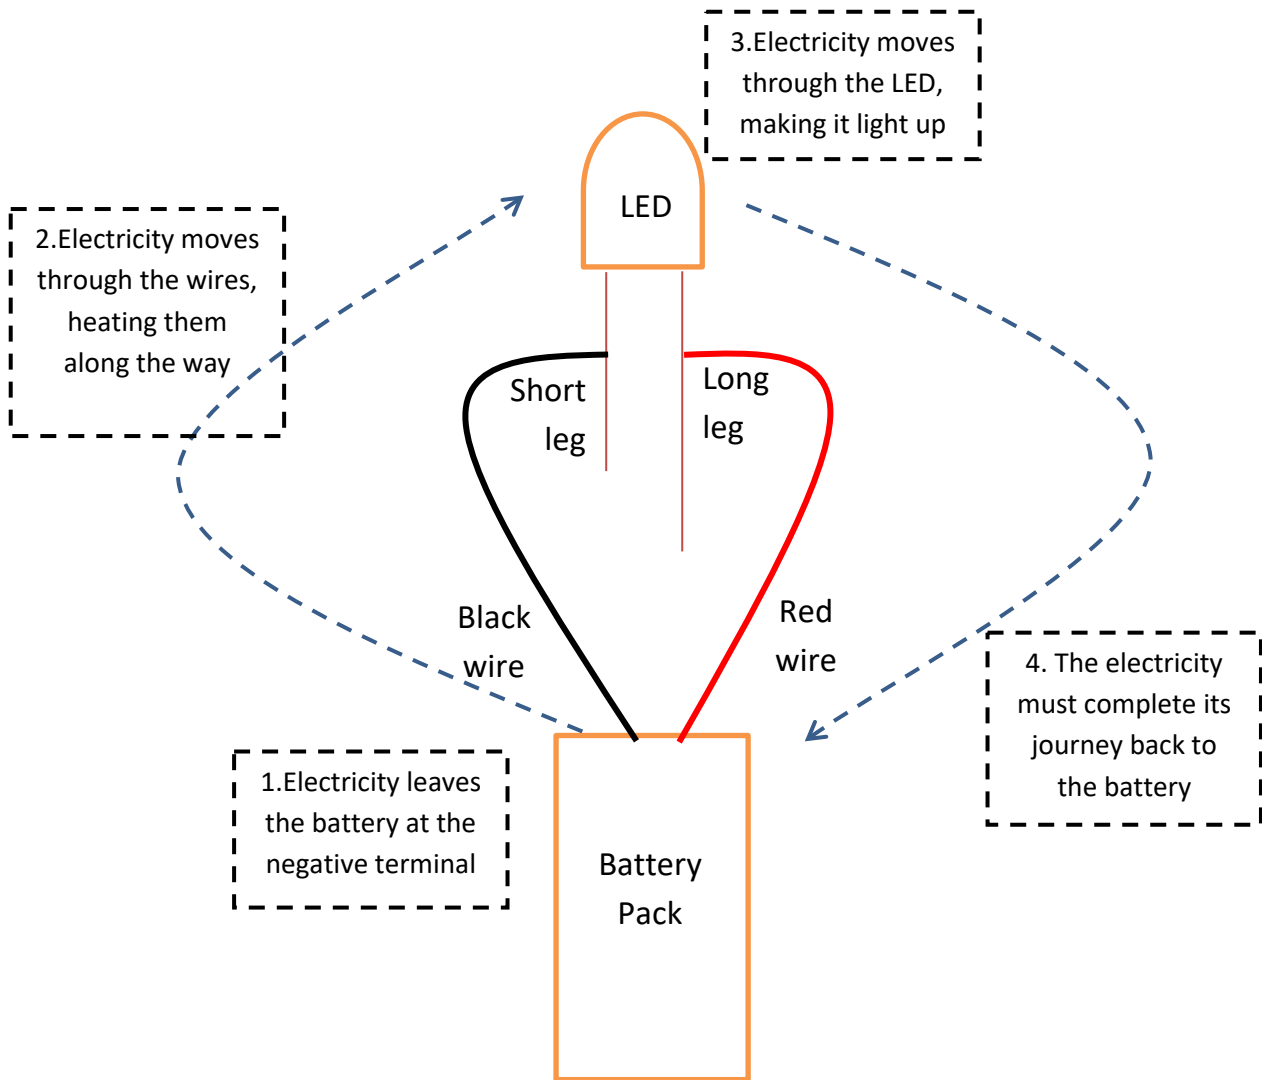 3.Electricity moves
through the LED,
making it light up
LED
2.Electricity moves
through the wires,
heating them
along the way
Short
leg
Long
leg
Black
wire
Red
wire
4. The electricity
must complete its
journey back to
the battery
1.Electricity leaves
the battery at the
negative terminal
Battery
Pack